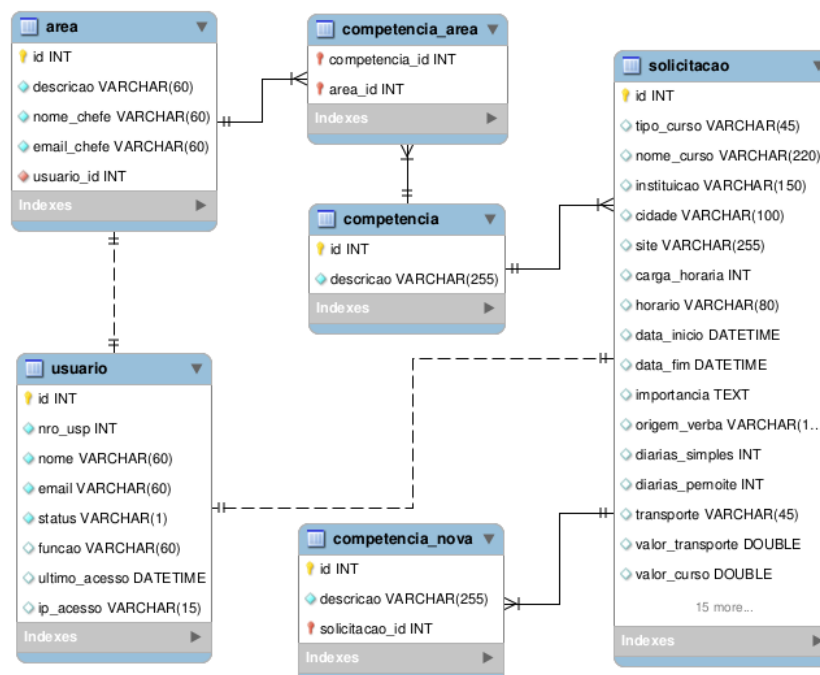 area
id INT
descricao VARCHAR(60)
nome_chefe VARCHAR(60)
email_chefe VARCHAR(60)
usuario_id INT
Indexes
competencia_area
competencia_id INT
area_id INT
Indexes
competencia
id INT
descricao VARCHAR(255)
Indexes
solicitacao
id INT
tipo_curso VARCHAR(45)
nome_curso VARCHAR(220)
instituicao VARCHAR(150)
cidade VARCHAR(100)
site VARCHAR(255)
carga_horaria INT
horario VARCHAR(80)
data_inicio DATETIME
data_fim DATETIME
importancia TEXT
origem_verba VARCHAR(1...
diarias_simples INT
diarias_pernoite INT
transporte VARCHAR(45)
valor_transporte DOUBLE
valor_curso DOUBLE
15 more...
Indexes
usuario
id INT
nro_usp INT
nome VARCHAR(60)
email VARCHAR(60)
status VARCHAR(1)
funcao VARCHAR(60)
ultimo_acesso DATETIME
ip_acesso VARCHAR(15)
Indexes
competencia_nova
id INT
descricao VARCHAR(255)
solicitacao_id INT
Indexes